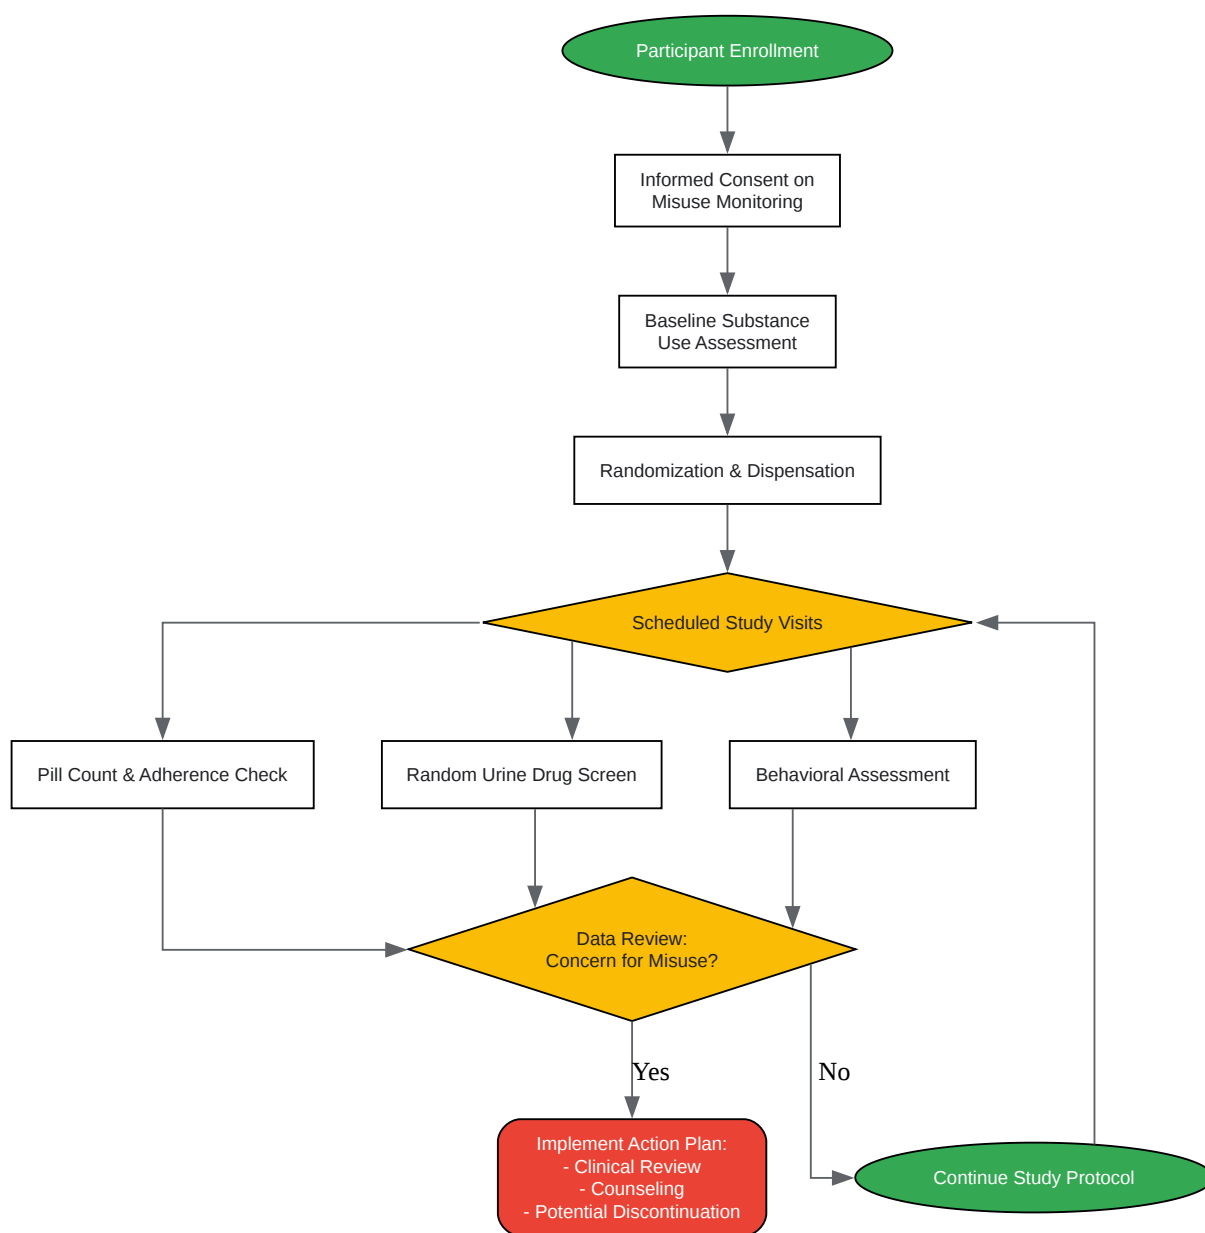 Participant Enrollment
Informed Consent on
Misuse Monitoring
Baseline Substance
Use Assessment
Randomization & Dispensation
Scheduled Study Visits
Pill Count & Adherence Check
Random Urine Drug Screen
Behavioral Assessment
Data Review:
Concern for Misuse?
Yes
No
Implement Action Plan:
- Clinical Review
- Counseling
- Potential Discontinuation
Continue Study Protocol